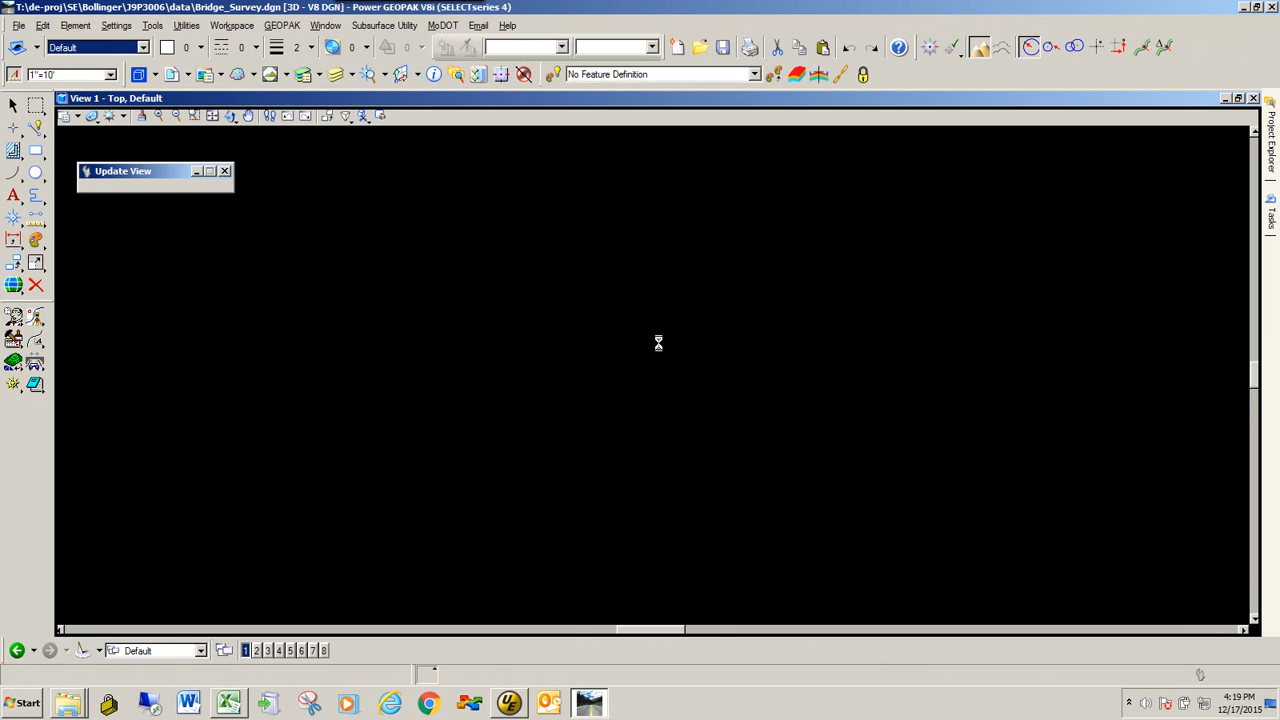 T:\de-proj\SE\Bollinger\J9P3006\data\Bridge_Survey.dgn [3D - V8 DGN] - Power GEOPAK V8i (SELECTseries 4)
File Edit Element Settings Tools Utilities Workspace GEOPAK Window Subsurface Utility MoDOT Email Help
Default 0 0 2 0 0
1"=10' No Feature Definition
View 1 - Top, Default
Update View
Project Explorer
Tasks
Default 1 2 3 4 5 6 7 8
Start
4:19 PM
12/17/2015